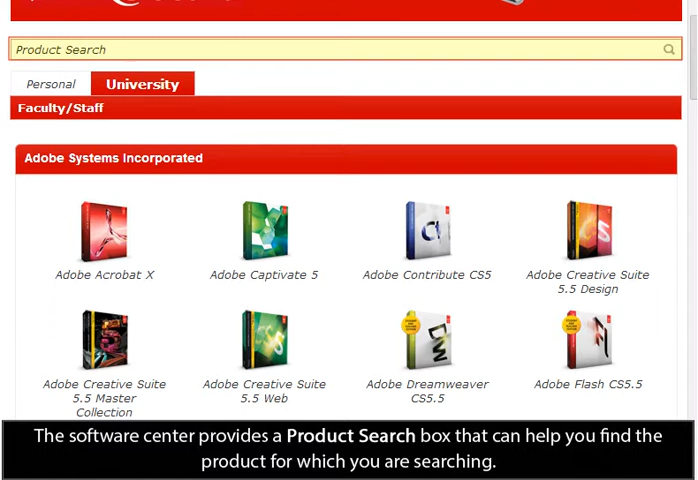 Product Search
Personal
University
Faculty/Staff
Adobe Systems Incorporated
Adobe Acrobat X
Adobe Captivate 5
Adobe Contribute CS5
Adobe Creative Suite
5.5 Design
Adobe Creative Suite
5.5 Master
Collection
Adobe Creative Suite
5.5 Web
Adobe Dreamweaver
CS5.5
Adobe Flash CS5.5
The software center provides a Product Search box that can help you find the
product for which you are searching.